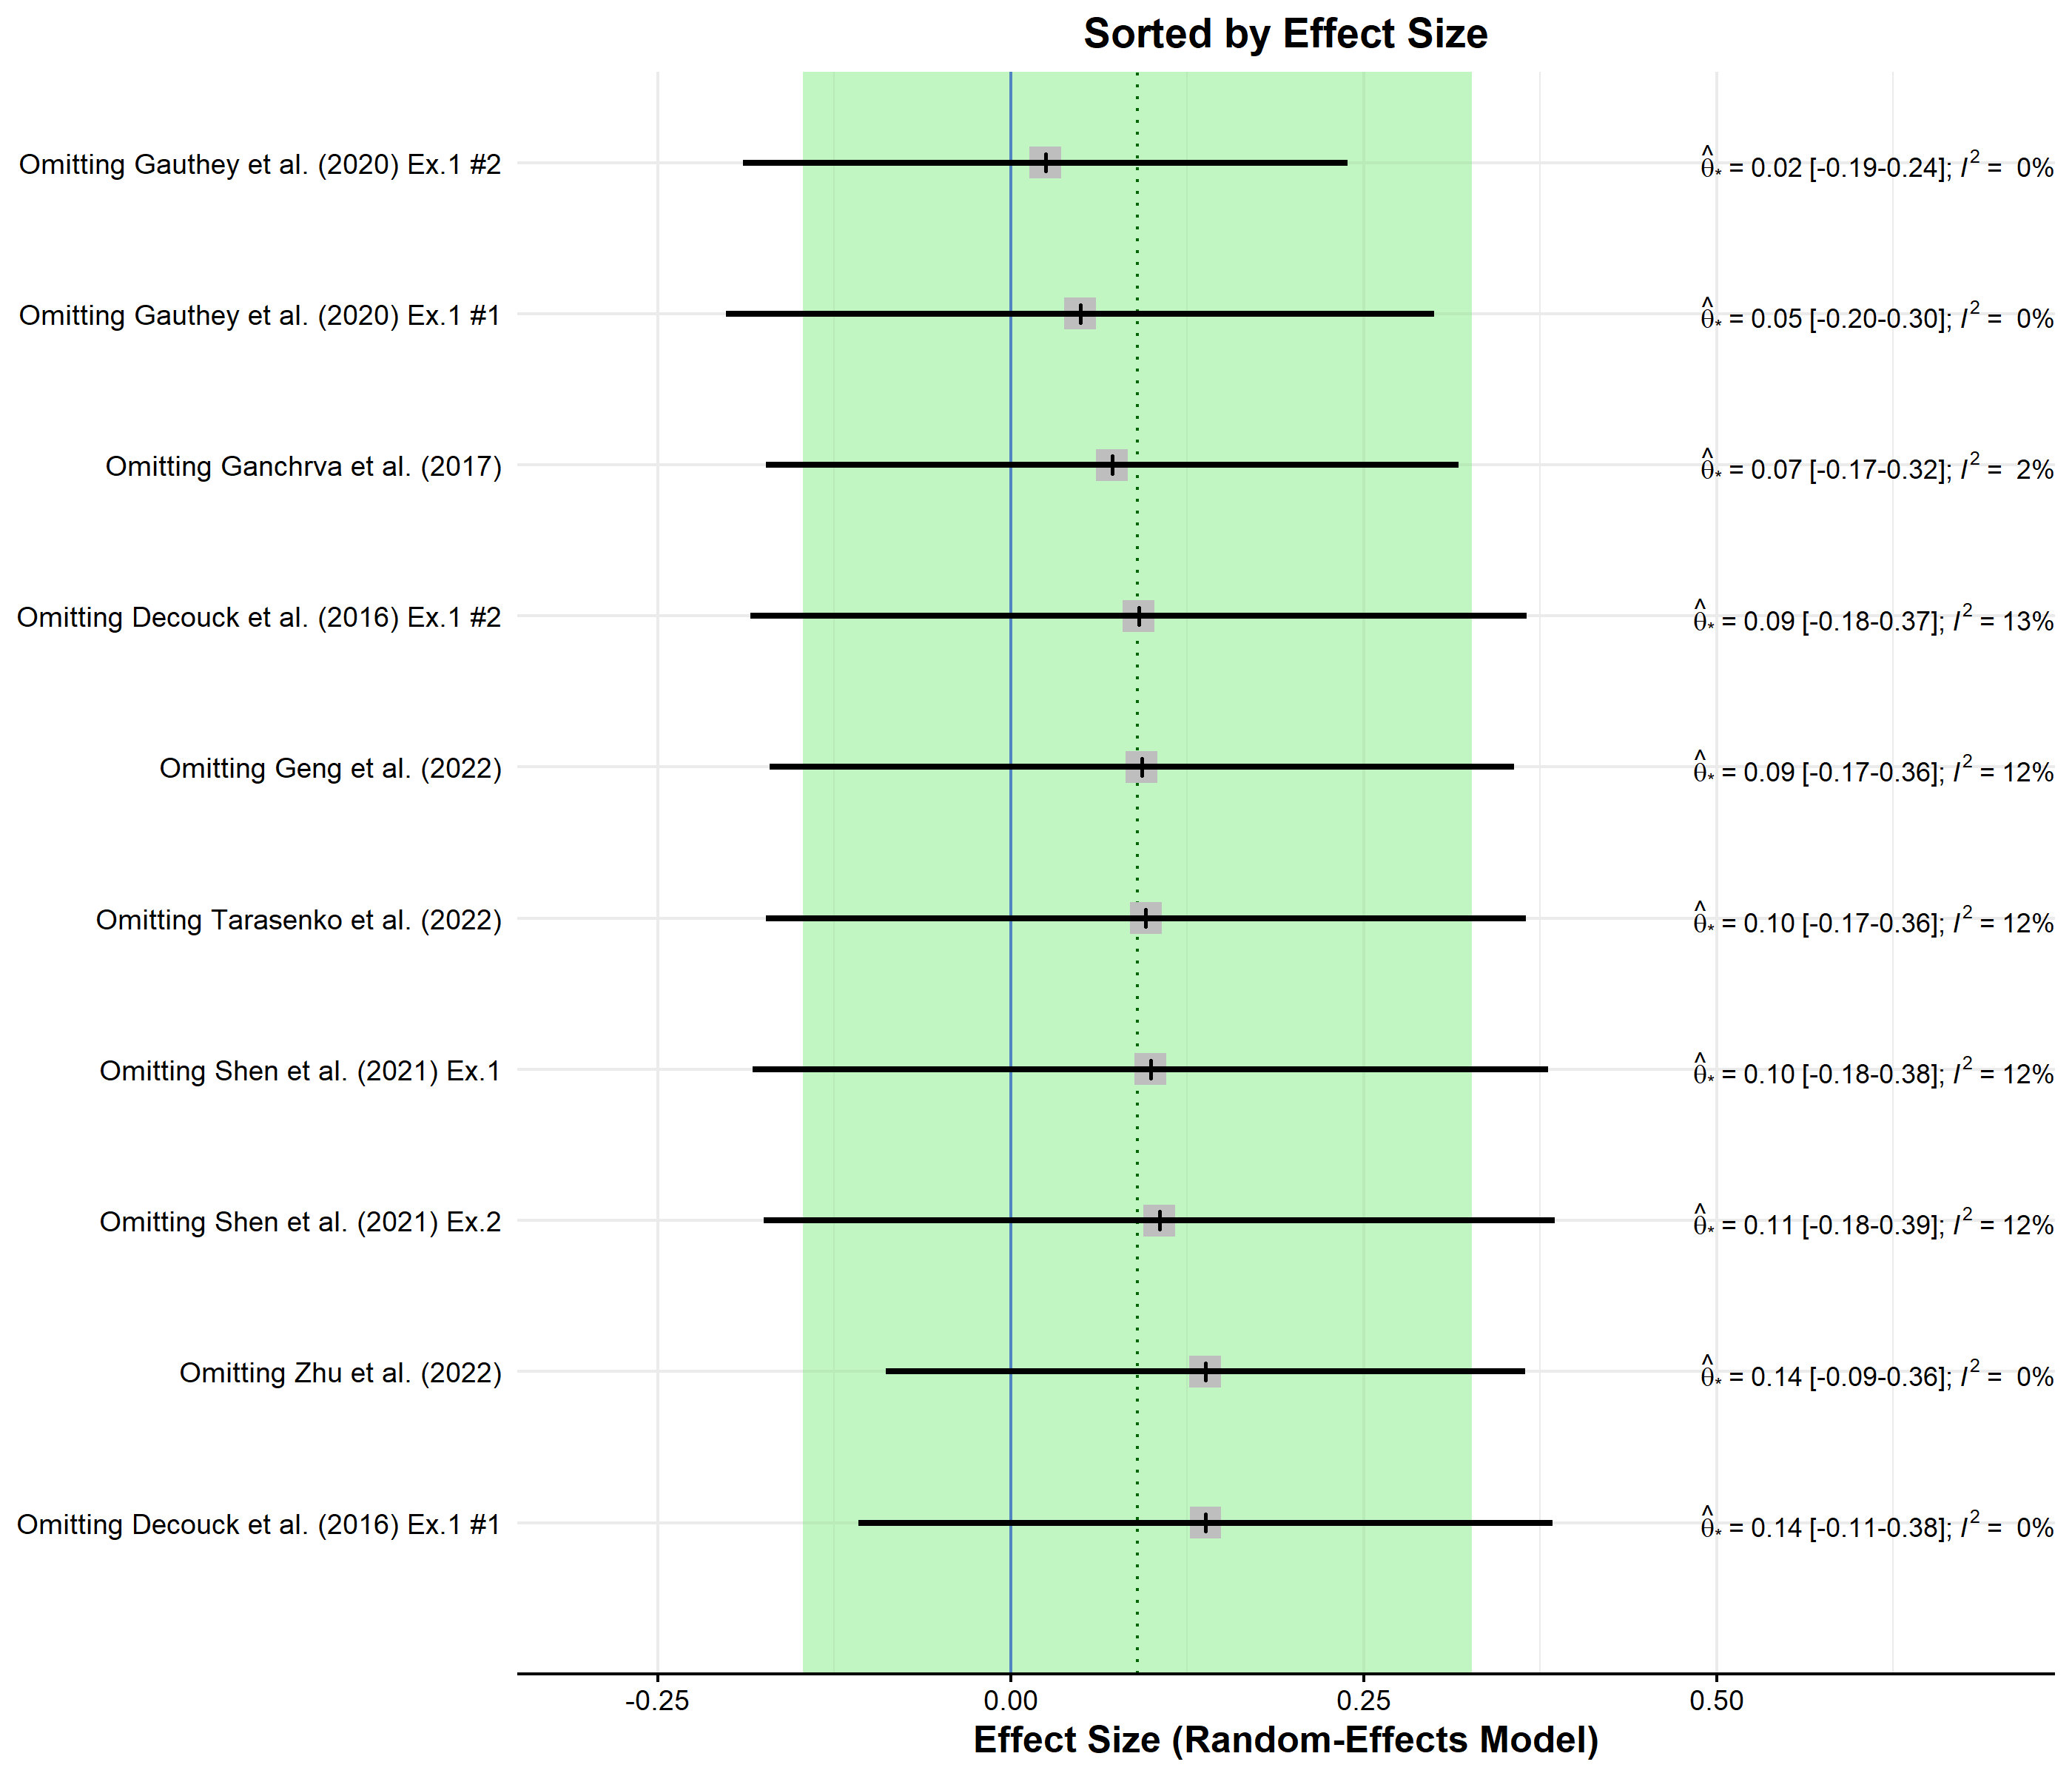 Sorted by Effect Size
Omitting Gauthey et al. (2020) Ex.1 #2 θ̂* = 0.02 [-0.19-0.24]; I² = 0%
Omitting Gauthey et al. (2020) Ex.1 #1 θ̂* = 0.05 [-0.20-0.30]; I² = 0%
Omitting Ganchrva et al. (2017) θ̂* = 0.07 [-0.17-0.32]; I² = 2%
Omitting Decouck et al. (2016) Ex.1 #2 θ̂* = 0.09 [-0.18-0.37]; I² = 13%
Omitting Geng et al. (2022) θ̂* = 0.09 [-0.17-0.36]; I² = 12%
Omitting Tarasenko et al. (2022) θ̂* = 0.10 [-0.17-0.36]; I² = 12%
Omitting Shen et al. (2021) Ex.1 θ̂* = 0.10 [-0.18-0.38]; I² = 12%
Omitting Shen et al. (2021) Ex.2 θ̂* = 0.11 [-0.18-0.39]; I² = 12%
Omitting Zhu et al. (2022) θ̂* = 0.14 [-0.09-0.36]; I² = 0%
Omitting Decouck et al. (2016) Ex.1 #1 θ̂* = 0.14 [-0.11-0.38]; I² = 0%
-0.25 0.00 0.25 0.50
Effect Size (Random-Effects Model)